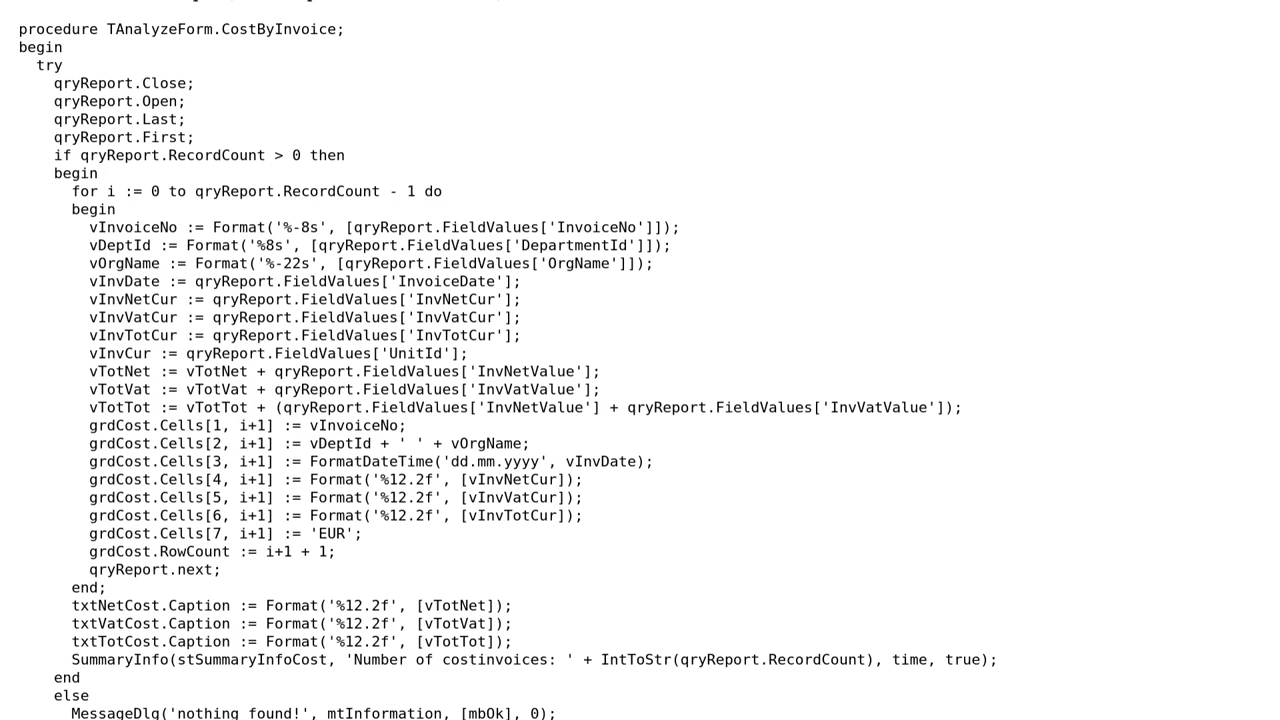 procedure TAnalyzeForm.CostByInvoice;
begin
  try
    qryReport.Close;
    qryReport.Open;
    qryReport.Last;
    qryReport.First;
    if qryReport.RecordCount > 0 then
    begin
      for i := 0 to qryReport.RecordCount - 1 do
      begin
        vInvoiceNo := Format('%-8s', [qryReport.FieldValues['InvoiceNo']]);
        vDeptId := Format('%8s', [qryReport.FieldValues['DepartmentId']]);
        vOrgName := Format('%-22s', [qryReport.FieldValues['OrgName']]);
        vInvDate := qryReport.FieldValues['InvoiceDate'];
        vInvNetCur := qryReport.FieldValues['InvNetCur'];
        vInvVatCur := qryReport.FieldValues['InvVatCur'];
        vInvTotCur := qryReport.FieldValues['InvTotCur'];
        vInvCur := qryReport.FieldValues['UnitId'];
        vTotNet := vTotNet + qryReport.FieldValues['InvNetValue'];
        vTotVat := vTotVat + qryReport.FieldValues['InvVatValue'];
        vTotTot := vTotTot + (qryReport.FieldValues['InvNetValue'] + qryReport.FieldValues['InvVatValue']);
        grdCost.Cells[1, i+1] := vInvoiceNo;
        grdCost.Cells[2, i+1] := vDeptId + ' ' + vOrgName;
        grdCost.Cells[3, i+1] := FormatDateTime('dd.mm.yyyy', vInvDate);
        grdCost.Cells[4, i+1] := Format('%12.2f', [vInvNetCur]);
        grdCost.Cells[5, i+1] := Format('%12.2f', [vInvVatCur]);
        grdCost.Cells[6, i+1] := Format('%12.2f', [vInvTotCur]);
        grdCost.Cells[7, i+1] := 'EUR';
        grdCost.RowCount := i+1 + 1;
        qryReport.next;
      end;
      txtNetCost.Caption := Format('%12.2f', [vTotNet]);
      txtVatCost.Caption := Format('%12.2f', [vTotVat]);
      txtTotCost.Caption := Format('%12.2f', [vTotTot]);
      SummaryInfo(stSummaryInfoCost, 'Number of costinvoices: ' + IntToStr(qryReport.RecordCount), time, true);
    end
    else
      MessageDlg('nothing found!', mtInformation, [mbOk], 0);